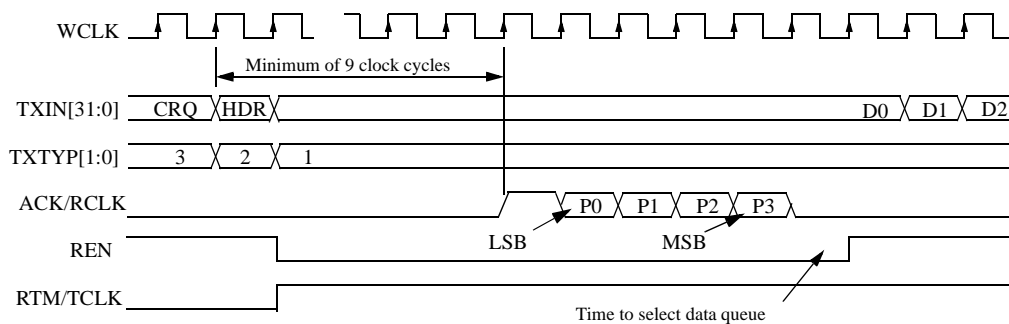 WCLK
Minimum of 9 clock cycles
TXIN[31:0] CRQ HDR D0 D1 D2
TXTYP[1:0] 3 2 1
ACK/RCLK P0 P1 P2 P3
LSB MSB
REN
RTM/TCLK
Time to select data queue